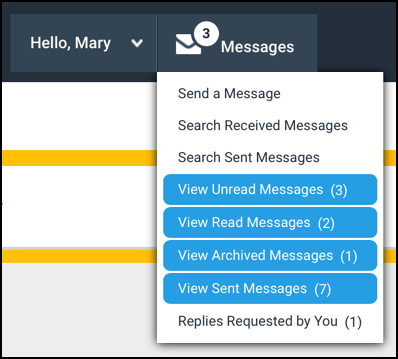 Hello, Mary
3
Messages
Send a Message
Search Received Messages
Search Sent Messages
View Unread Messages (3)
View Read Messages (2)
View Archived Messages (1)
View Sent Messages (7)
Replies Requested by You (1)